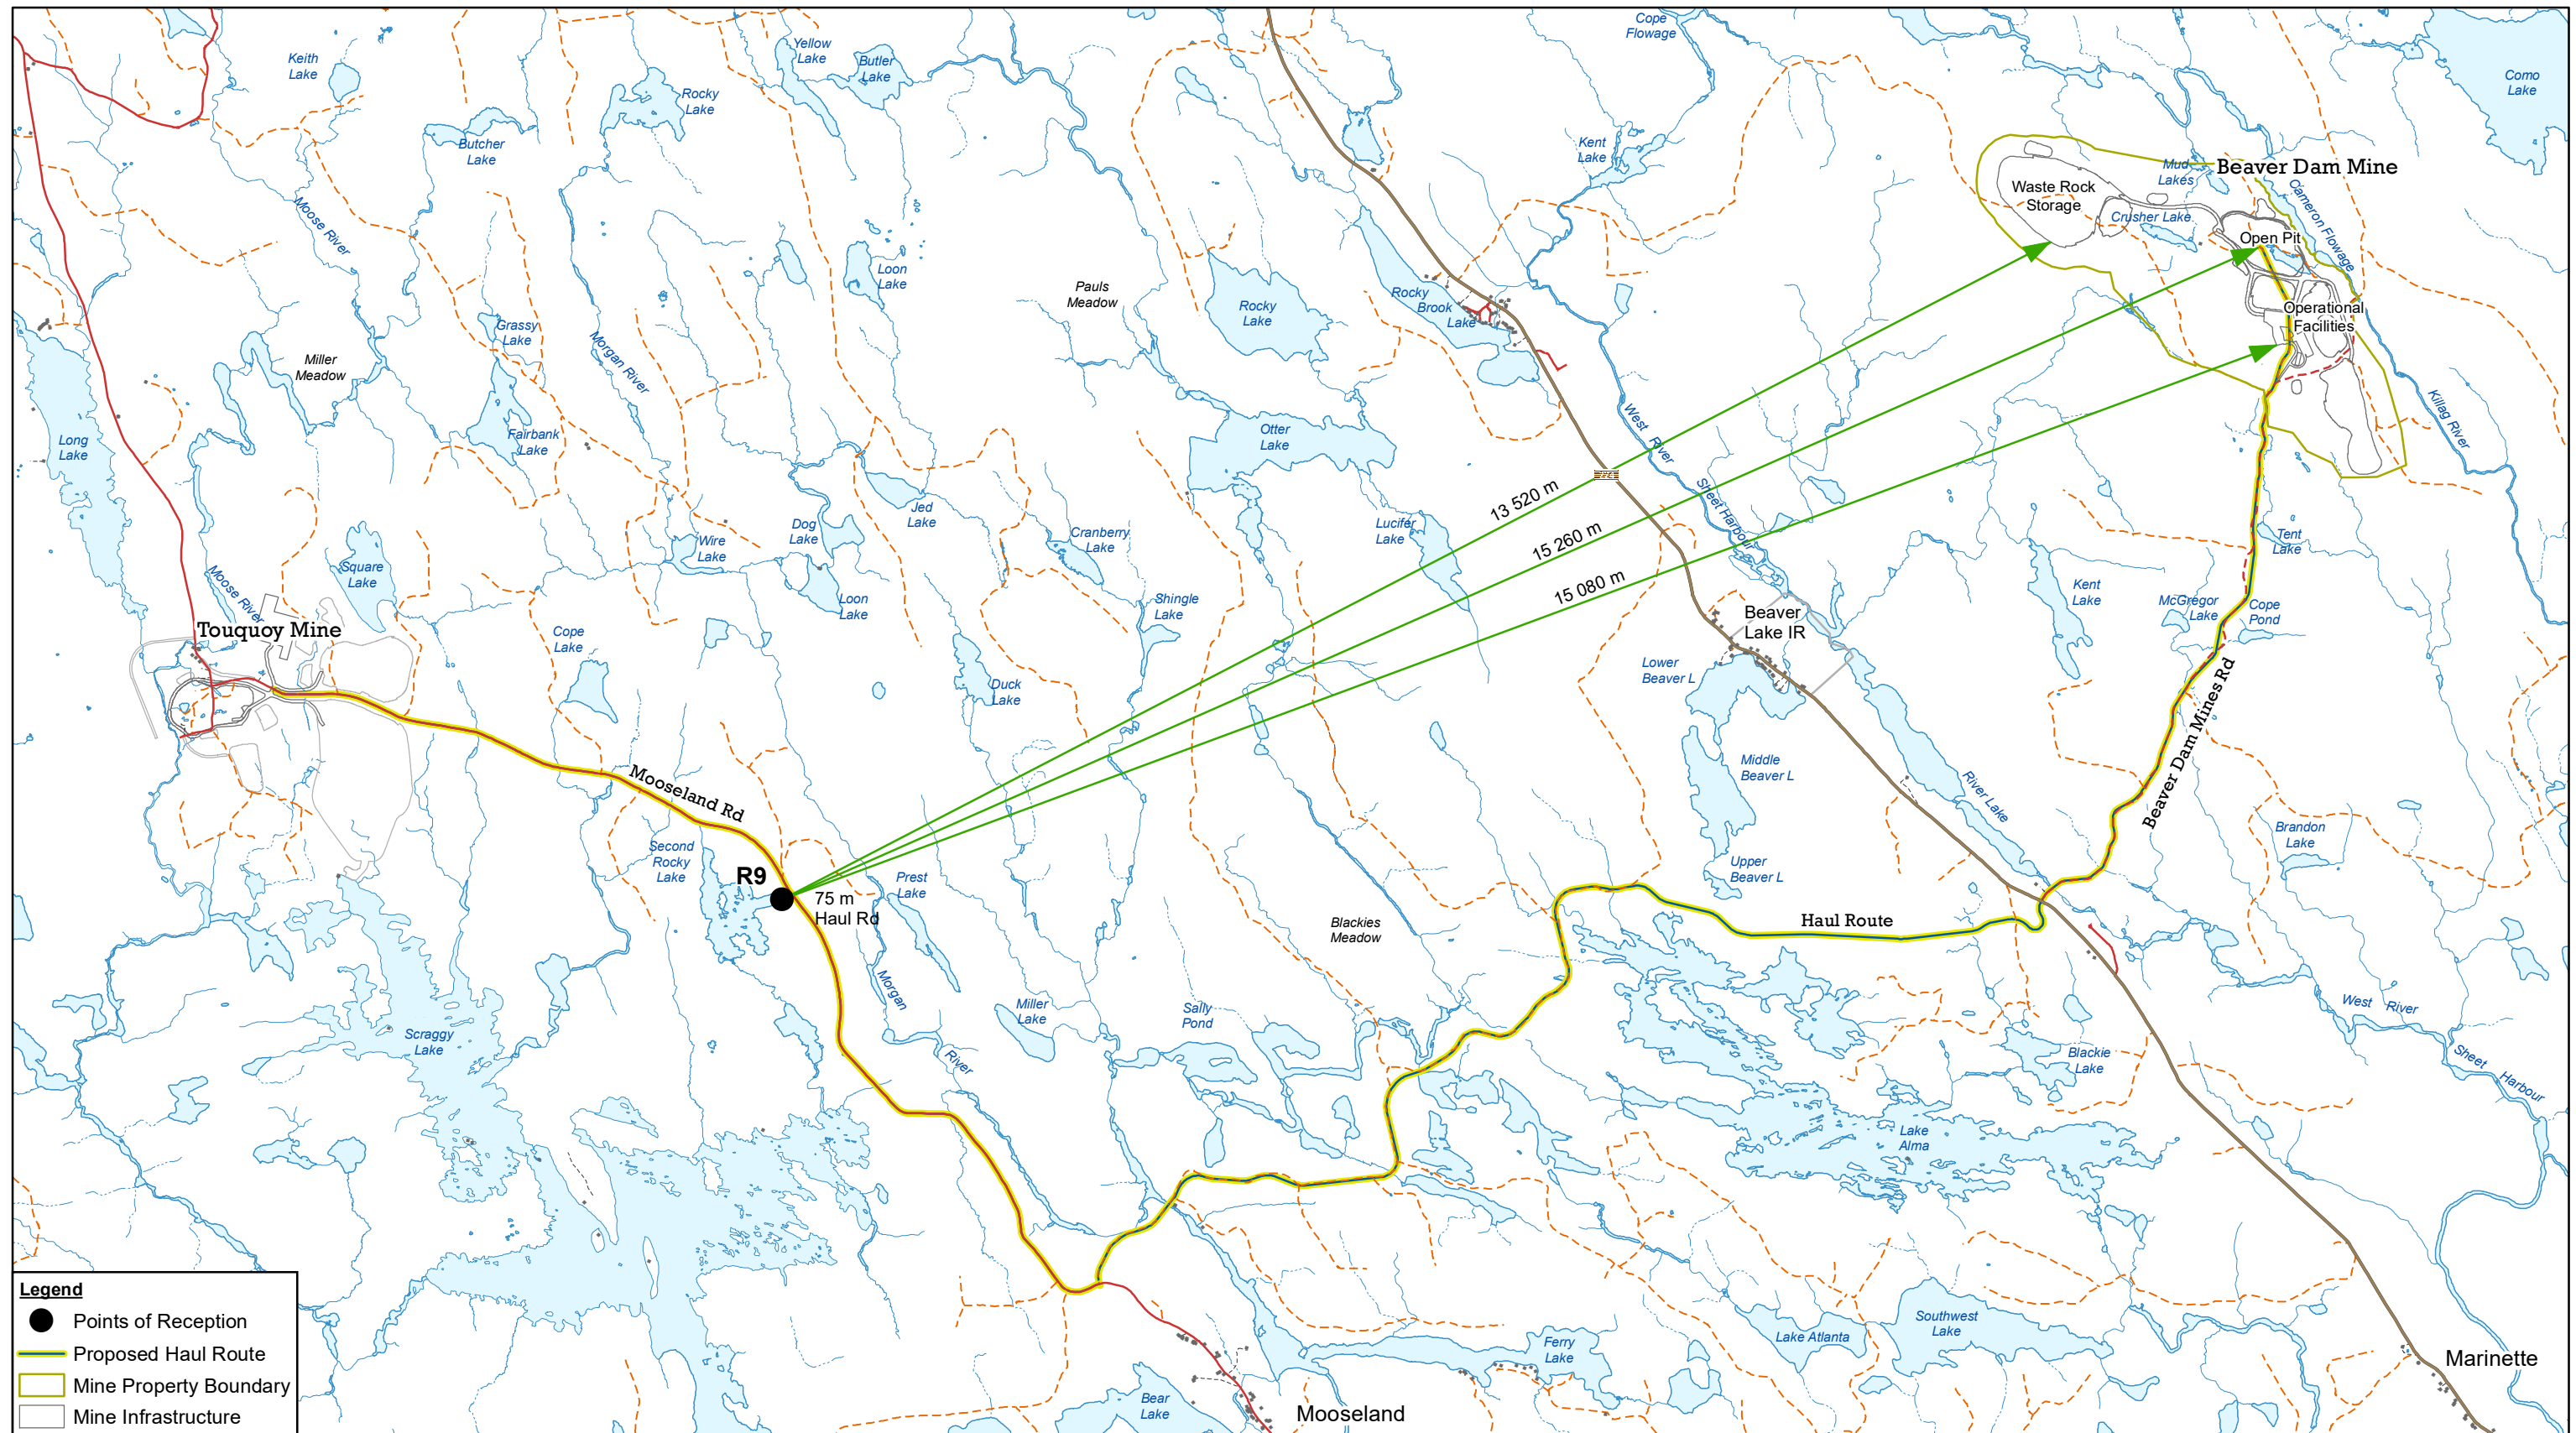 Cope
Flowage
Yellow
Lake
Butler
Lake
Keith
Lake
Rocky
Lake
Como
Lake
Butcher
Lake
Kent
Lake
Mud
Lakes
Beaver Dam Mine
Waste Rock
Storage
Crusher Lake
Cameron Flowage
Moose River
Open Pit
Loon
Lake
Pauls
Meadow
Rocky
Lake
Rocky
Brook
Lake
Operational
Facilities
Grassy
Lake
Miller
Meadow
Morgan River
Long
Lake
Fairbank
Lake
Otter
Lake
West River
Killag River
13 520 m
Sheet Harbour
Jed
Lake
Dog
Lake
Wire
Lake
Cranberry
Lake
Lucifer
Lake
15 260 m
Tent
Lake
Square
Lake
Moose River
15 080 m
Loon
Lake
Shingle
Lake
Beaver
Lake IR
Kent
Lake
McGregor
Lake
Cope
Pond
Touquoy Mine
Cope
Lake
Duck
Lake
Lower
Beaver L
Beaver Dam Mines Rd
Mooseland Rd
Middle
Beaver L
River Lake
Second
Rocky
Lake
R9
75 m
Haul Rd
Prest
Lake
Upper
Beaver L
Brandon
Lake
Blackies
Meadow
Haul Route
Morgan
River
Miller
Lake
Sally
Pond
Scraggy
Lake
West River
Sheet Harbour
Blackie
Lake
Lake
Alma
Legend
Points of Reception
Proposed Haul Route
Mine Property Boundary
Mine Infrastructure
Southwest
Lake
Lake Atlanta
Ferry
Lake
Marinette
Bear
Lake
Mooseland